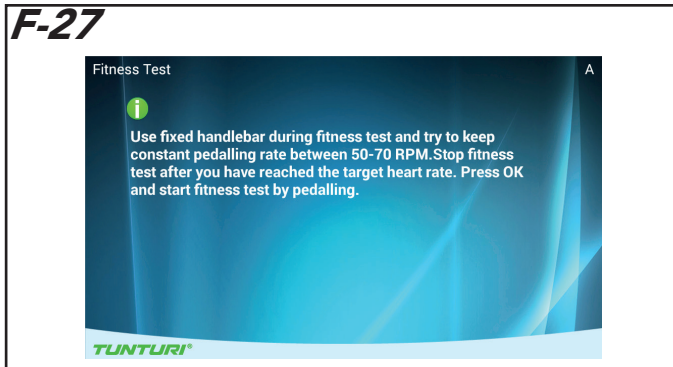 F-27
Fitness Test A
Use fixed handlebar during fitness test and try to keep
constant pedalling rate between 50-70 RPM.Stop fitness
test after you have reached the target heart rate. Press OK
and start fitness test by pedalling.
TUNTURI®